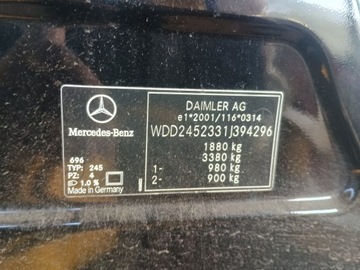 DAIMLER AG
e1*2001/116*0314
WDD2452331J394296
1880 kg
3380 kg
1- 980 kg
2- 900 kg
Mercedes-Benz
696
TYP: 245
PZ: 4
1.0 %
Made in Germany